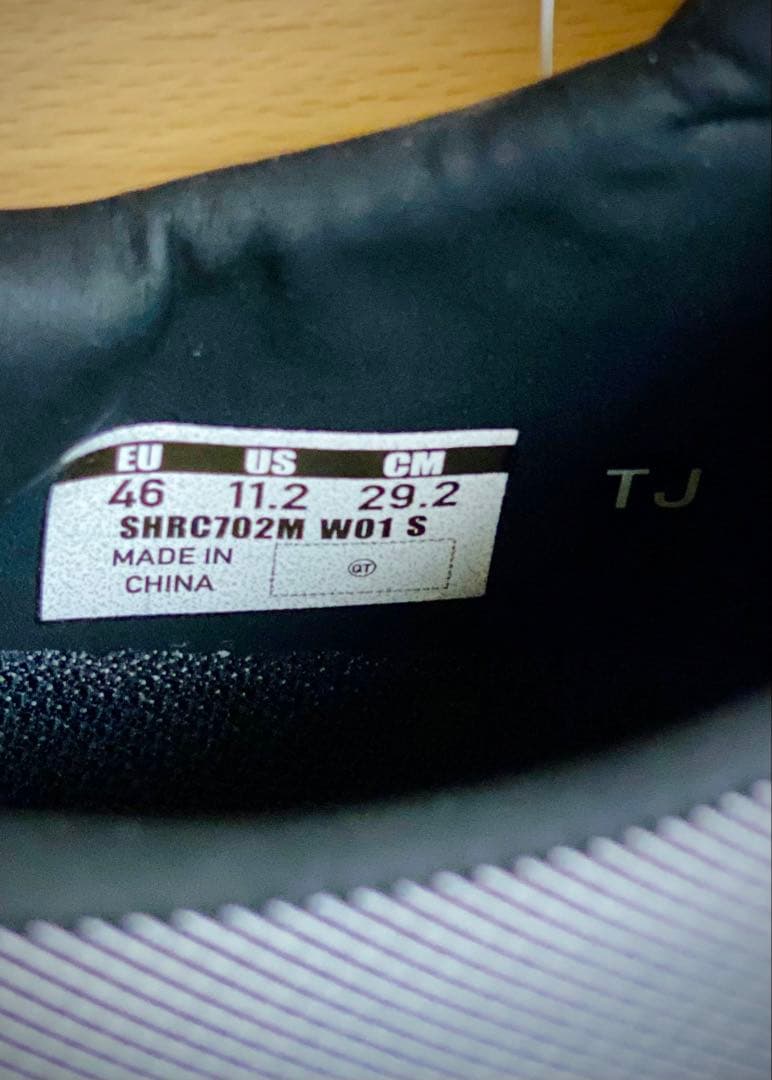 EU US CM
46 11.2 29.2
SHRC702M W01 S
MADE IN
CHINA
QT
TJ